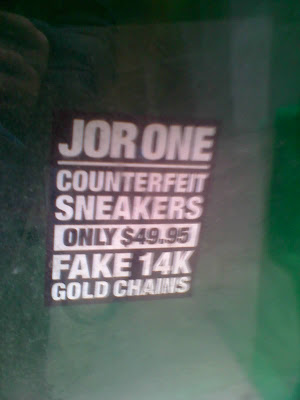 JOR ONE
COUNTERFEIT
SNEAKERS
ONLY $49.95
FAKE 14K
GOLD CHAINS